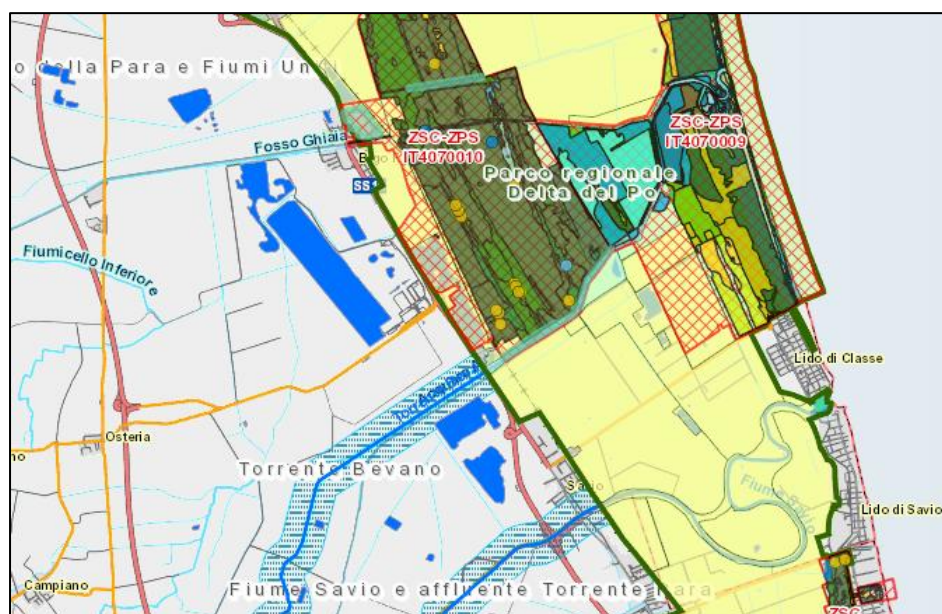 della Para e Fiumi Uniti
Fosso Ghiaia
ZSC-ZPS
IT4070010
ZSC-ZPS
IT4070009
Parco regionale
Delta del Po
SS
Fiumicello Inferiore
Lido di Classe
Osteria
Torrente Bevano
Savio
Fiume Savio
Lido di Savio
Campiano
Fiume Savio e affluente Torrente Para
ZSC